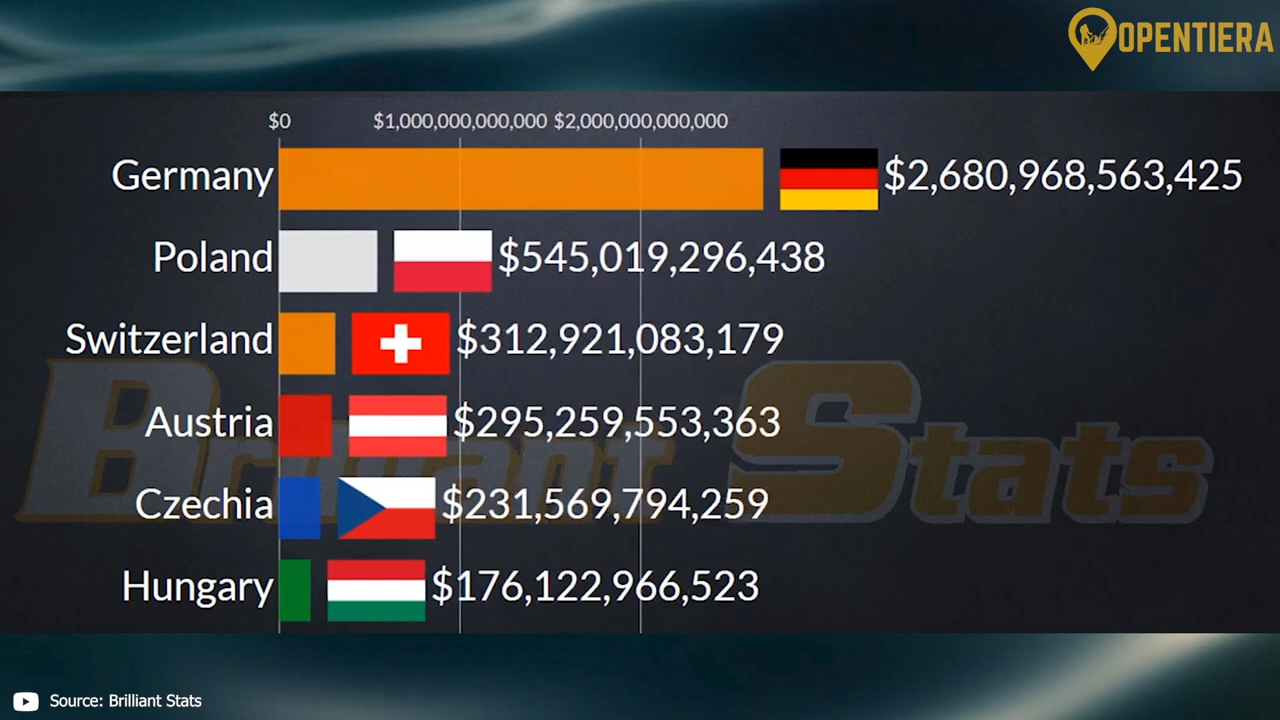 OPENTIERA
$0 $1,000,000,000,000 $2,000,000,000,000
Germany $2,680,968,563,425
Poland $545,019,296,438
Switzerland $312,921,083,179
Austria $295,259,553,363
Czechia $231,569,794,259
Hungary $176,122,966,523
Brilliant Stats
Source: Brilliant Stats